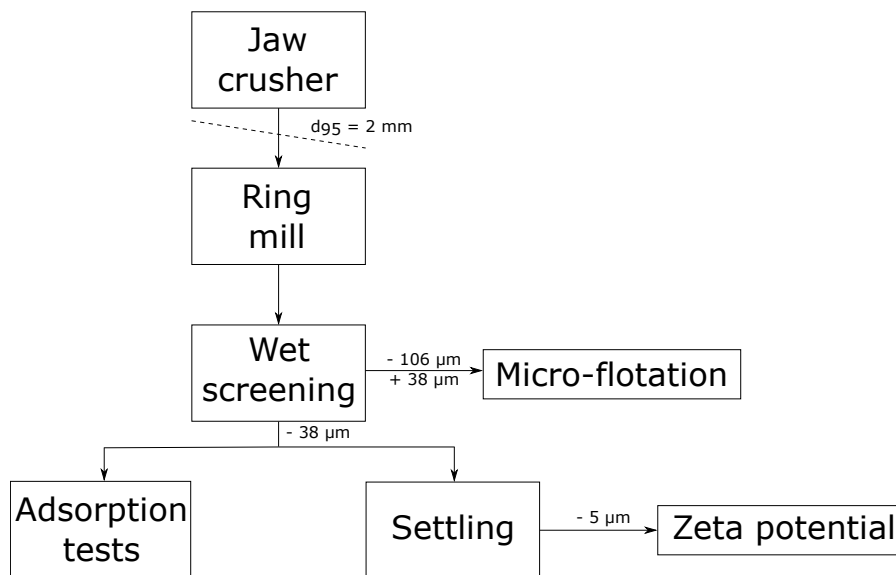 Jaw
crusher
d95 = 2 mm
Ring
mill
Wet
screening
- 106 µm
+ 38 µm
Micro-flotation
- 38 µm
Adsorption
tests
Settling
- 5 µm
Zeta potential